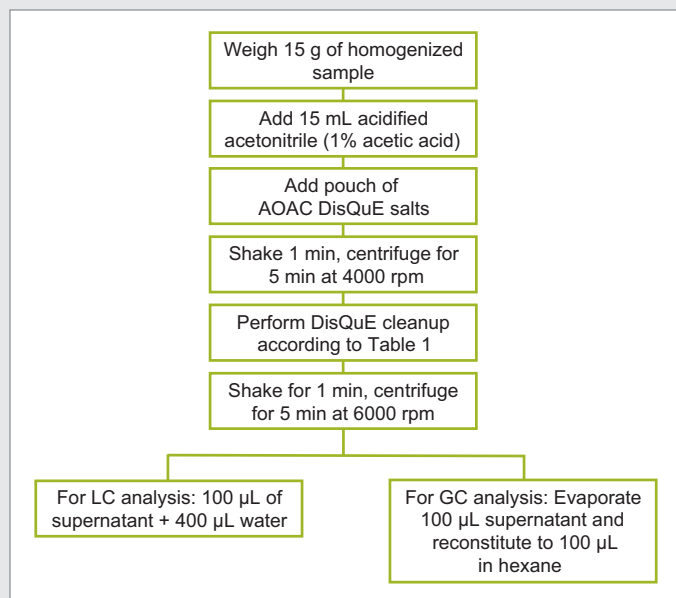 Weigh 15 g of homogenized
sample
Add 15 mL acidified
acetonitrile (1% acetic acid)
Add pouch of
AOAC DisQuE salts
Shake 1 min, centrifuge for
5 min at 4000 rpm
Perform DisQuE cleanup
according to Table 1
Shake for 1 min, centrifuge
for 5 min at 6000 rpm
For LC analysis: 100 µL of
supernatant + 400 µL water
For GC analysis: Evaporate
100 µL supernatant and
reconstitute to 100 µL
in hexane